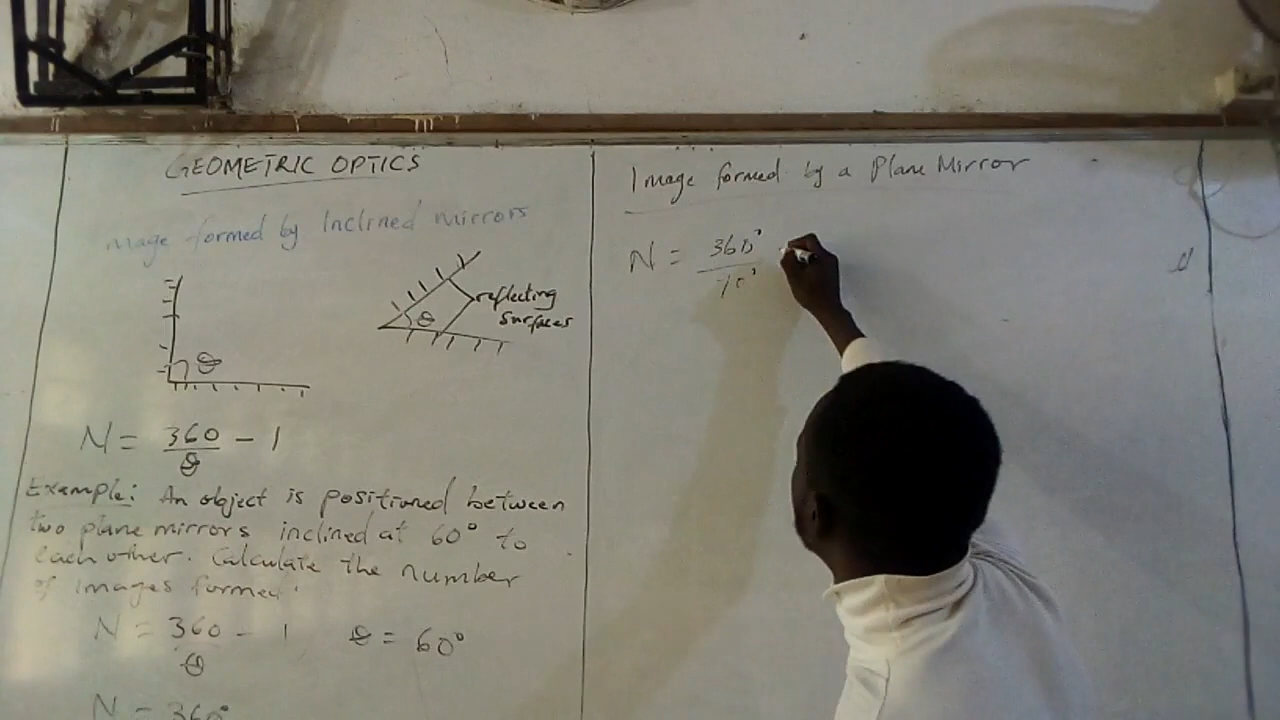 GEOMETRIC OPTICS
mage formed by Inclined mirrors
θ
θ
reflecting
surfaces
N = 360/θ - 1
Example: An object is positioned between
two plane mirrors inclined at 60° to
each other. Calculate the number
of images formed.
N = 360/θ - 1 θ = 60°
N = 360°
Image formed by a Plane Mirror
N = 360°